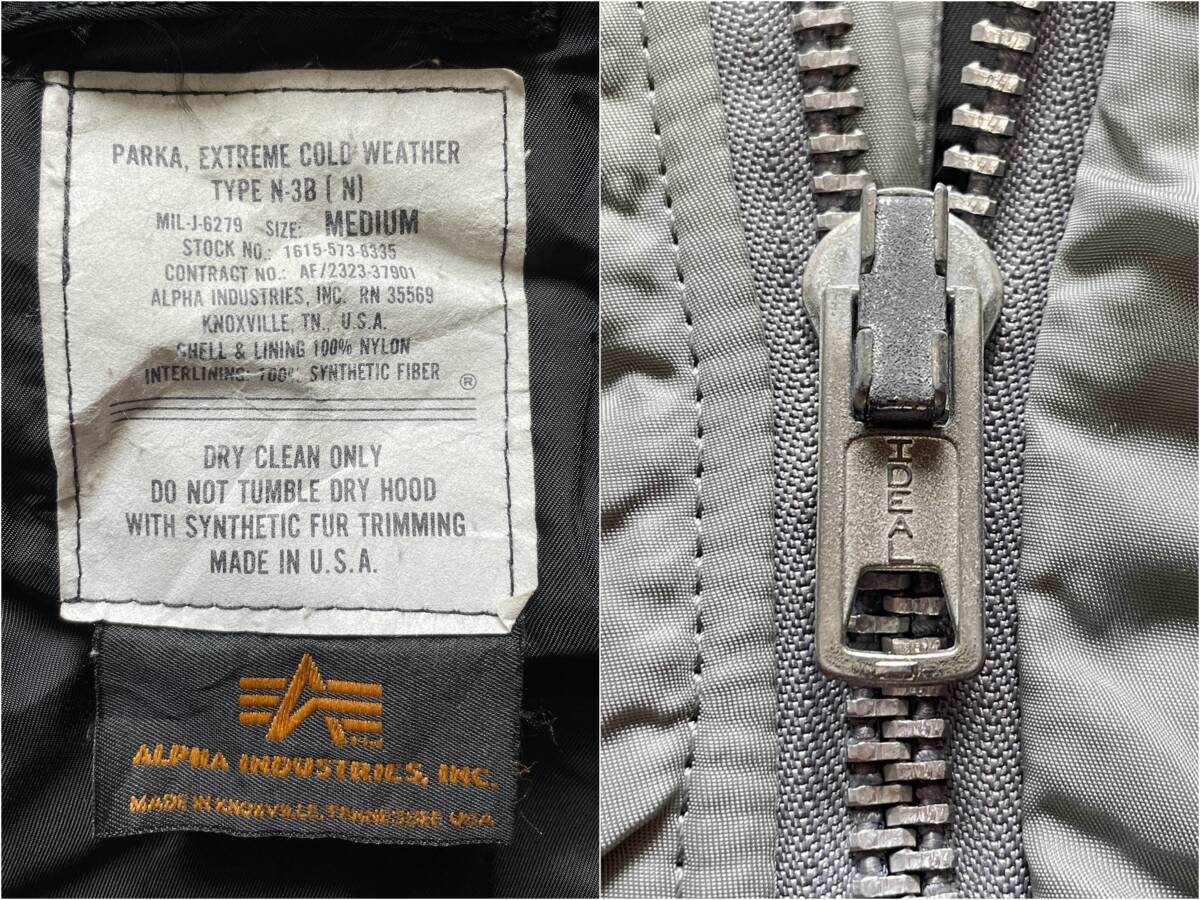 PARKA, EXTREME COLD WEATHER
TYPE N-3B ( N)
MIL-J-6279 SIZE: MEDIUM
STOCK NO.: 1615-573-8335
CONTRACT NO.: AF/2323-37901
ALPHA INDUSTRIES, INC. RN 35569
KNOXVILLE, TN., U.S.A.
SHELL & LINING 100% NYLON
INTERLINING: 100% SYNTHETIC FIBER ®
DRY CLEAN ONLY
DO NOT TUMBLE DRY HOOD
WITH SYNTHETIC FUR TRIMMING
MADE IN U.S.A.
ALPHA INDUSTRIES, INC.
MADE IN KNOXVILLE, TENNESSEE USA
IDEAL